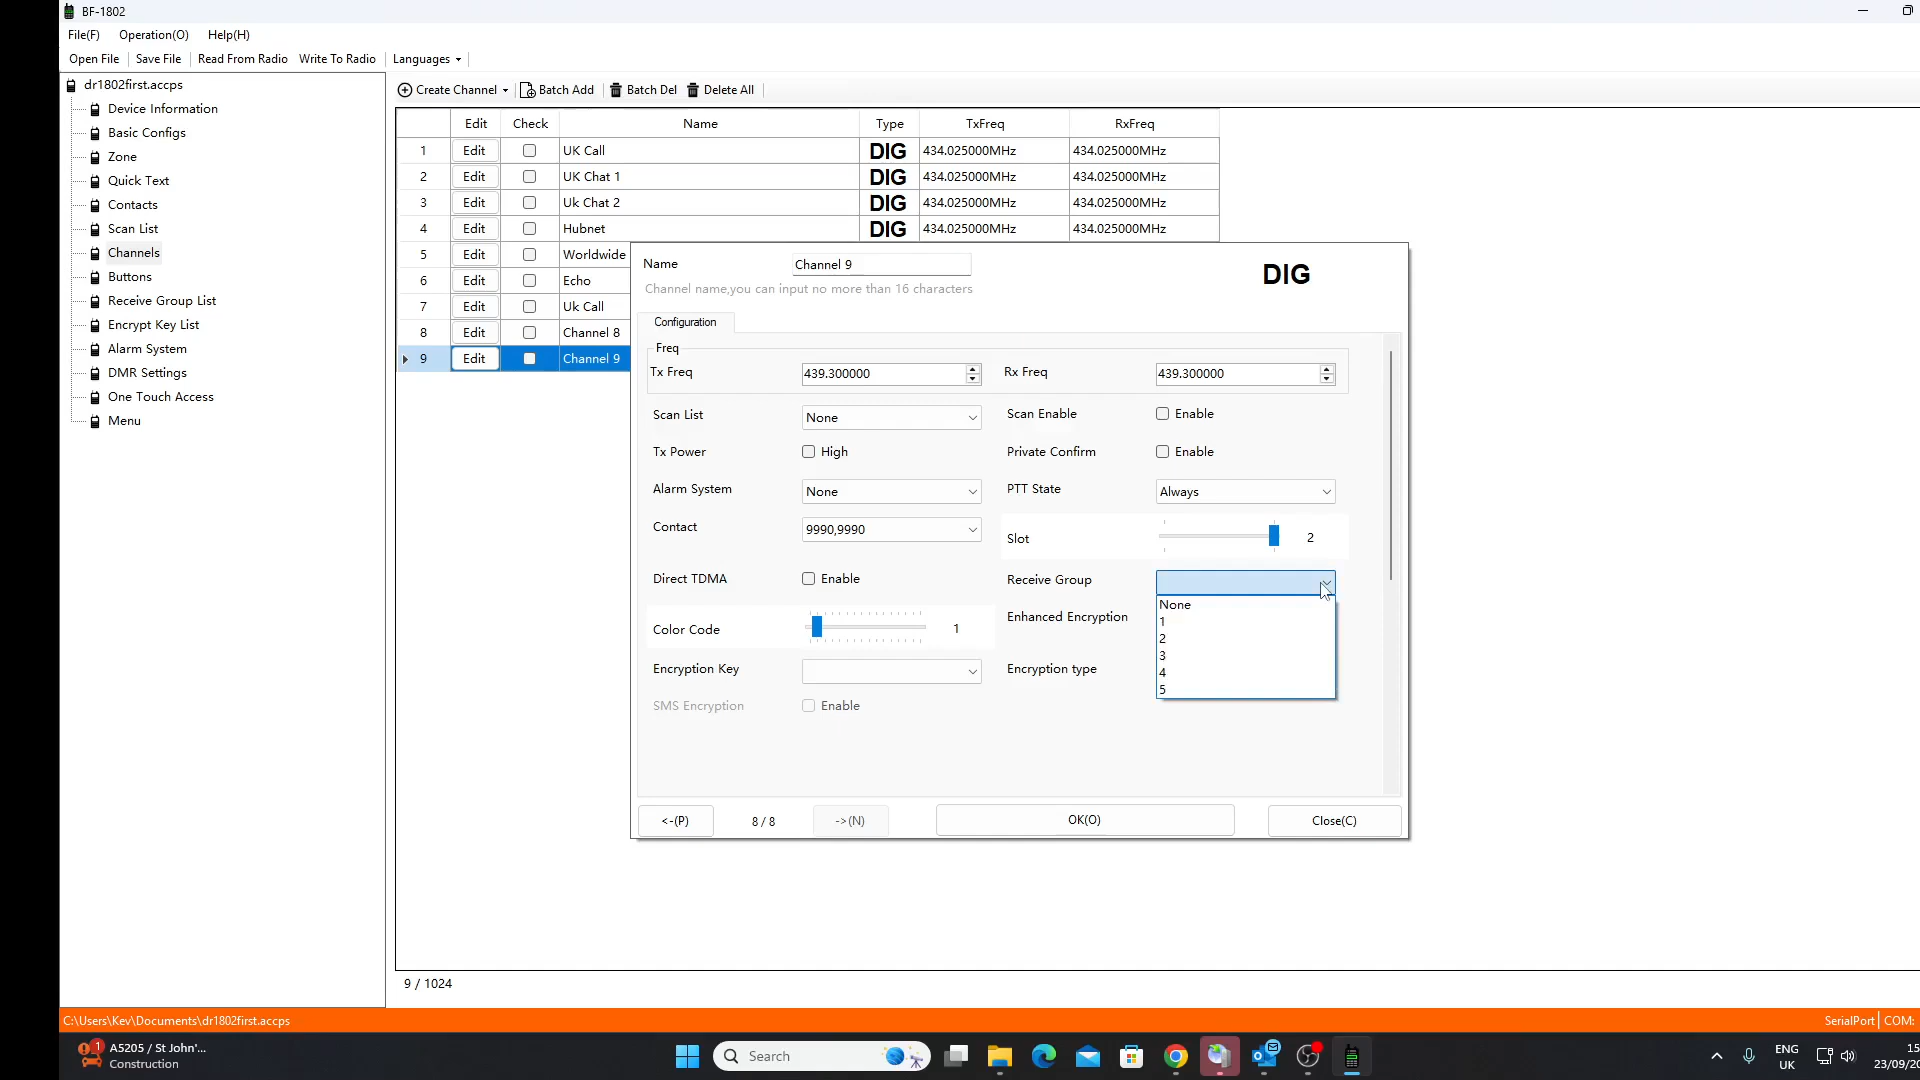 BF-1802
File(F) Operation(O) Help(H)
Open File Save File Read From Radio Write To Radio Languages
dr1802first.accps
Device Information
Basic Configs
Zone
Quick Text
Contacts
Scan List
Channels
Buttons
Receive Group List
Encrypt Key List
Alarm System
DMR Settings
One Touch Access
Menu
Create Channel Batch Add Batch Del Delete All
Edit Check Name Type TxFreq RxFreq
1 Edit UK Call DIG 434.025000MHz 434.025000MHz
2 Edit UK Chat 1 DIG 434.025000MHz 434.025000MHz
3 Edit Uk Chat 2 DIG 434.025000MHz 434.025000MHz
4 Edit Hubnet DIG 434.025000MHz 434.025000MHz
5 Edit Worldwide
6 Edit Echo
7 Edit Uk Call
8 Edit Channel 8
9 Edit Channel 9
Name Channel 9 DIG
Channel name,you can input no more than 16 characters
Configuration
Freq
Tx Freq 439.300000 Rx Freq 439.300000
Scan List None Scan Enable Enable
Tx Power High Private Confirm Enable
Alarm System None PTT State Always
Contact 9990,9990 Slot 2
Direct TDMA Enable Receive Group
None
1
2
3
4
5
Color Code 1 Enhanced Encryption
Encryption Key Encryption type
SMS Encryption Enable
<-(P) 8 / 8 ->(N) OK(O) Close(C)
9 / 1024
C:\Users\Kev\Documents\dr1802first.accps SerialPort COM:
1 A5205 / St John'...
Construction
Search
ENG
UK
15
23/09/20